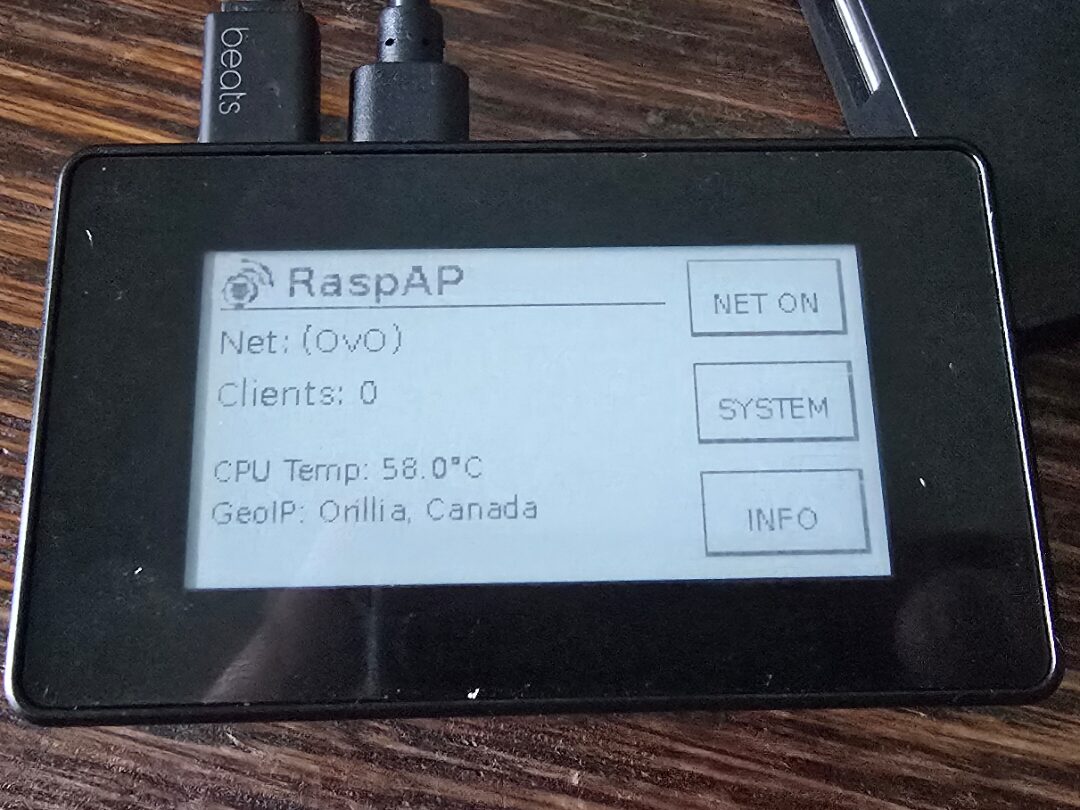 beats
RaspAP
Net: (OvO)
Clients: 0
CPU Temp: 58.0°C
GeoIP: Orillia, Canada
NET ON
SYSTEM
INFO